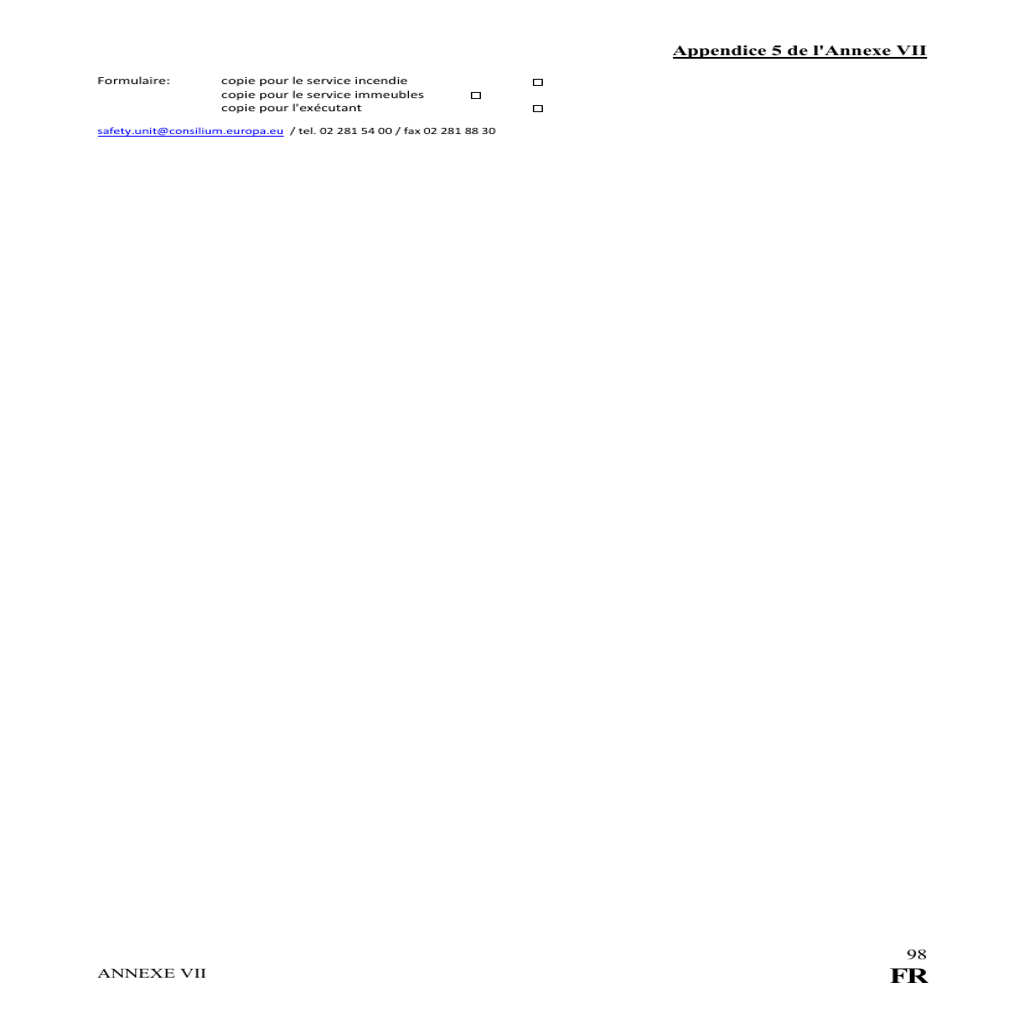 Appendice 5 de l'Annexe VII
Formulaire: copie pour le service incendie □
copie pour le service immeubles □
copie pour l'exécutant □
safety.unit@consilium.europa.eu / tel. 02 281 54 00 / fax 02 281 88 30
98
ANNEXE VII FR